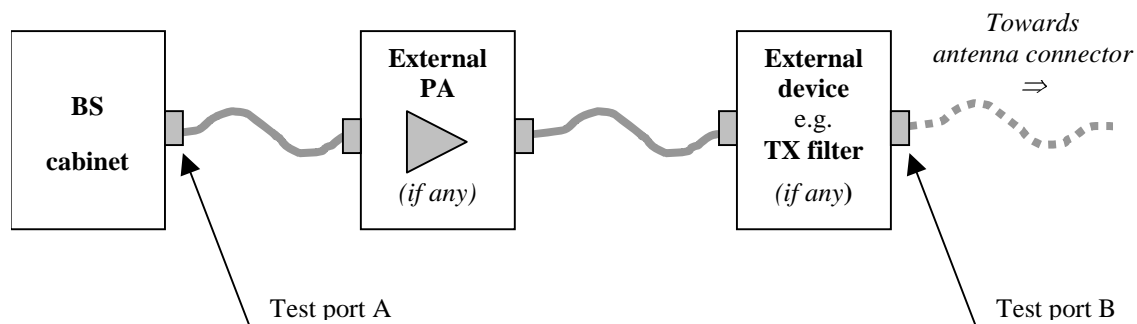 BS
cabinet
External
PA
(if any)
External
device
e.g.
TX filter
(if any)
Towards
antenna connector
⇒
Test port A
Test port B